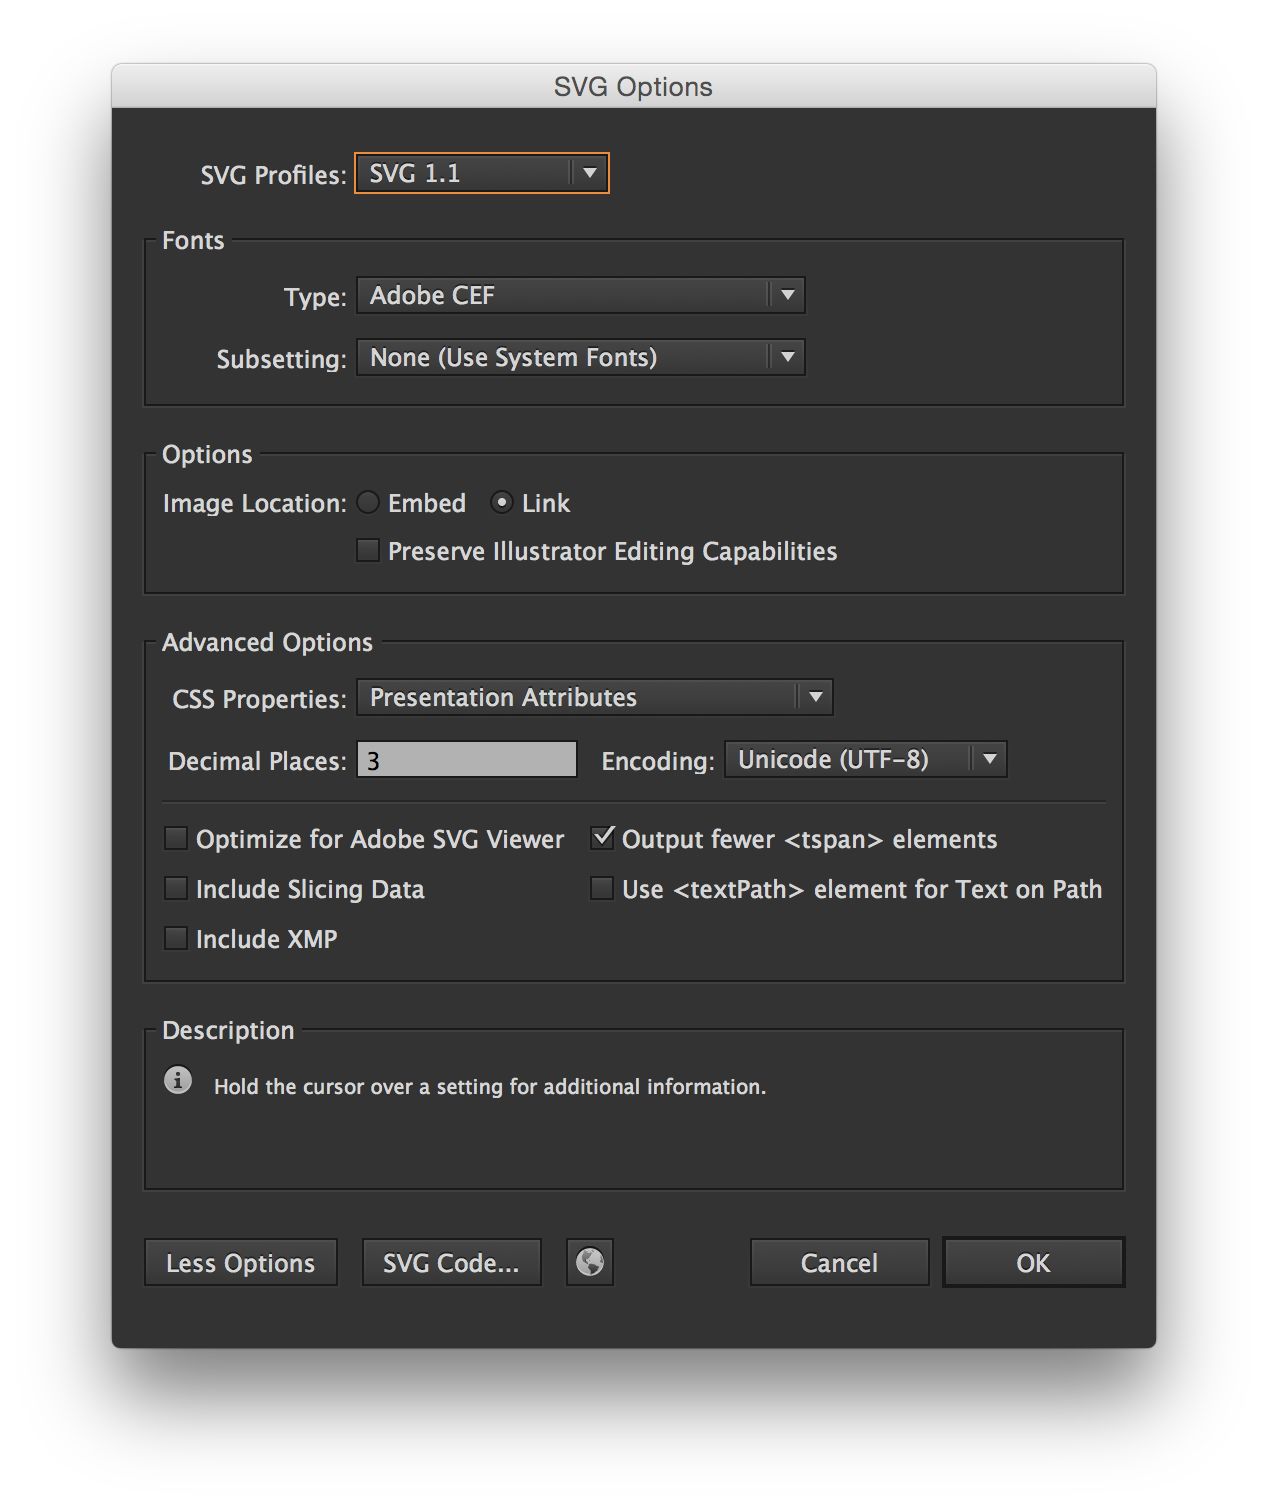 SVG Options
SVG Profiles: SVG 1.1
Fonts
Type: Adobe CEF
Subsetting: None (Use System Fonts)
Options
Image Location: Embed Link
Preserve Illustrator Editing Capabilities
Advanced Options
CSS Properties: Presentation Attributes
Decimal Places: 3 Encoding: Unicode (UTF-8)
Optimize for Adobe SVG Viewer Output fewer <tspan> elements
Include Slicing Data Use <textPath> element for Text on Path
Include XMP
Description
Hold the cursor over a setting for additional information.
Less Options SVG Code... Cancel OK